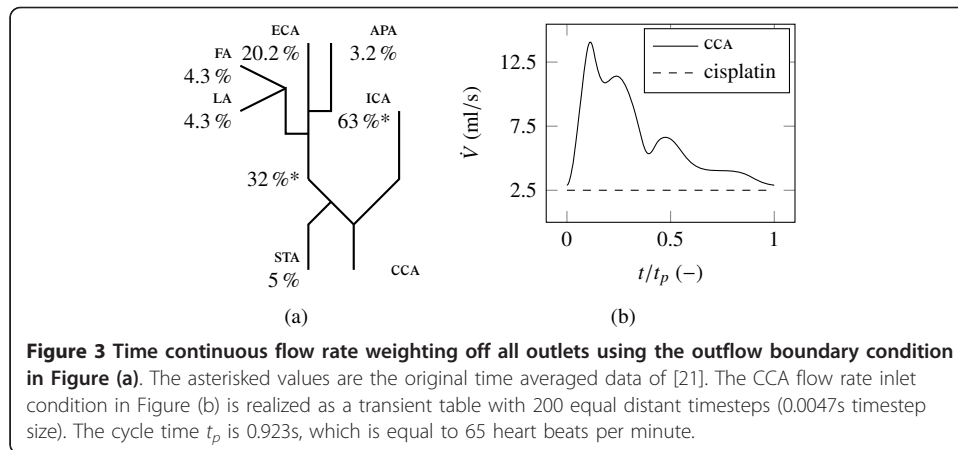 ECA
APA
FA
20.2 %
3.2 %
4.3 %
LA
ICA
4.3 %
63 %*
32 %*
STA
5 %
CCA
(a)
CCA
cisplatin
12.5
7.5
2.5
V̇ (ml/s)
0
0.5
1
t/tₚ (−)
(b)
Figure 3 Time continuous flow rate weighting off all outlets using the outflow boundary condition
in Figure (a). The asterisked values are the original time averaged data of [21]. The CCA flow rate inlet
condition in Figure (b) is realized as a transient table with 200 equal distant timesteps (0.0047s timestep
size). The cycle time tₚ is 0.923s, which is equal to 65 heart beats per minute.